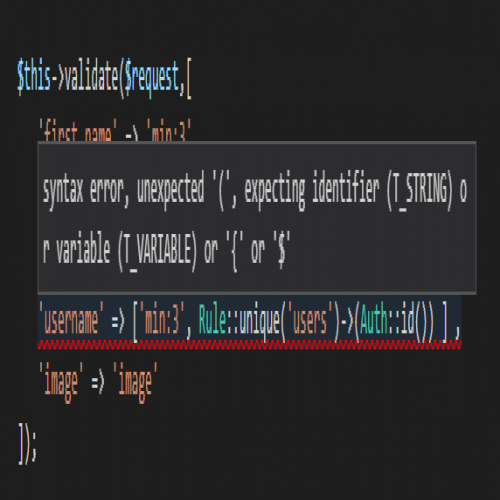 $this->validate($request,[
'first_name' => 'min:3'
syntax error, unexpected '(', expecting identifier (T_STRING) o
r variable (T_VARIABLE) or '{' or '$'
'username' => ['min:3', Rule::unique('users')->(Auth::id()) ] ,
'image' => 'image'
]);